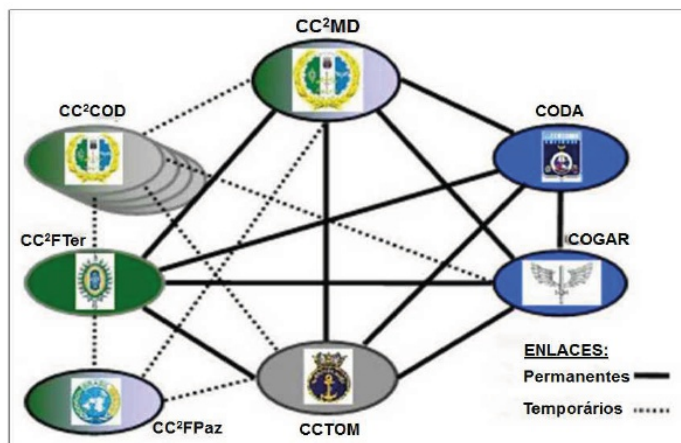 CC²MD
CC²COD
CODA
CC²FTer
COGAR
ENLACES:
Permanentes
Temporários
CC²FPaz
CCTOM